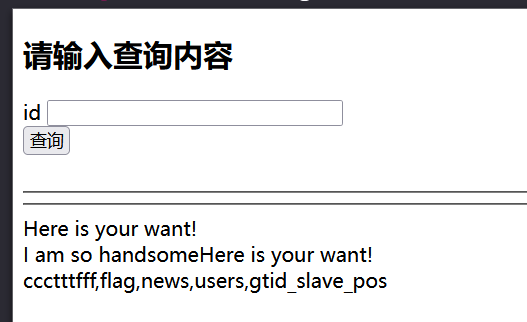 请输入查询内容
id
查询
Here is your want!
I am so handsomeHere is your want!
ccctttfff,flag,news,users,gtid_slave_pos